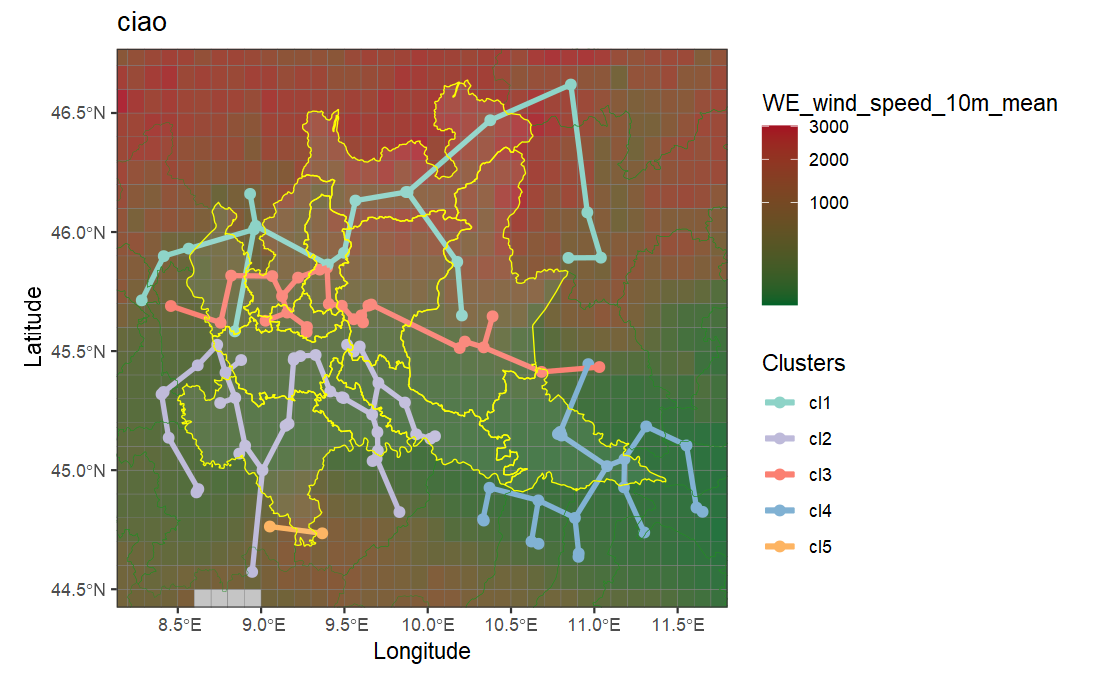 ciao
46.5°N
46.0°N
45.5°N
45.0°N
44.5°N
Latitude
8.5°E 9.0°E 9.5°E 10.0°E 10.5°E 11.0°E 11.5°E
Longitude
WE_wind_speed_10m_mean
3000
2000
1000
Clusters
cl1
cl2
cl3
cl4
cl5